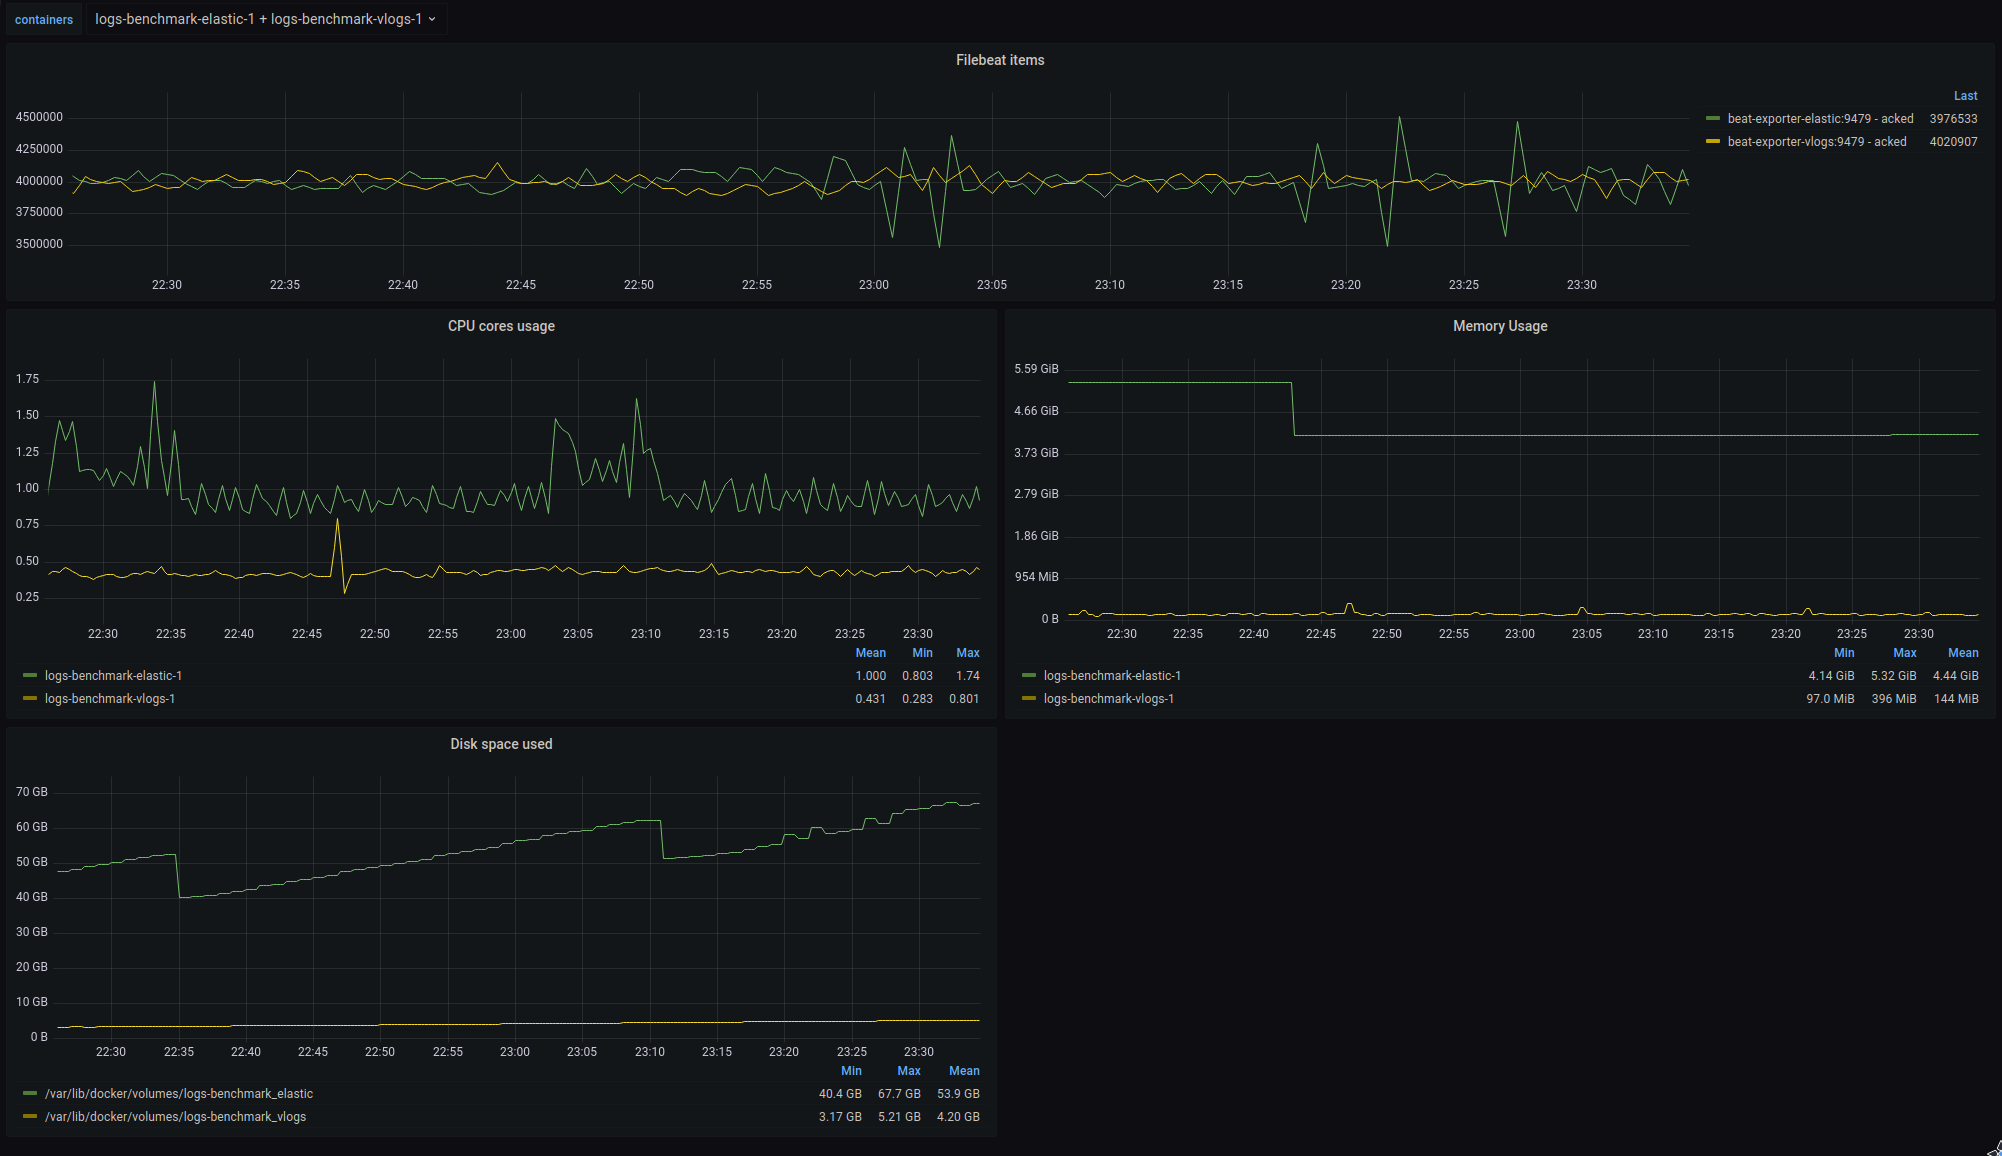 containers logs-benchmark-elastic-1 + logs-benchmark-vlogs-1
Filebeat items
Last
4500000
4250000
4000000
3750000
3500000
beat-exporter-elastic:9479 - acked 3976533
beat-exporter-vlogs:9479 - acked 4020907
22:30 22:35 22:40 22:45 22:50 22:55 23:00 23:05 23:10 23:15 23:20 23:25 23:30
CPU cores usage
1.75
1.50
1.25
1.00
0.75
0.50
0.25
22:30 22:35 22:40 22:45 22:50 22:55 23:00 23:05 23:10 23:15 23:20 23:25 23:30
Mean Min Max
logs-benchmark-elastic-1 1.000 0.803 1.74
logs-benchmark-vlogs-1 0.431 0.283 0.801
Memory Usage
5.59 GiB
4.66 GiB
3.73 GiB
2.79 GiB
1.86 GiB
954 MiB
0 B
22:30 22:35 22:40 22:45 22:50 22:55 23:00 23:05 23:10 23:15 23:20 23:25 23:30
Min Max Mean
logs-benchmark-elastic-1 4.14 GiB 5.32 GiB 4.44 GiB
logs-benchmark-vlogs-1 97.0 MiB 396 MiB 144 MiB
Disk space used
70 GB
60 GB
50 GB
40 GB
30 GB
20 GB
10 GB
0 B
22:30 22:35 22:40 22:45 22:50 22:55 23:00 23:05 23:10 23:15 23:20 23:25 23:30
Min Max Mean
/var/lib/docker/volumes/logs-benchmark_elastic 40.4 GB 67.7 GB 53.9 GB
/var/lib/docker/volumes/logs-benchmark_vlogs 3.17 GB 5.21 GB 4.20 GB